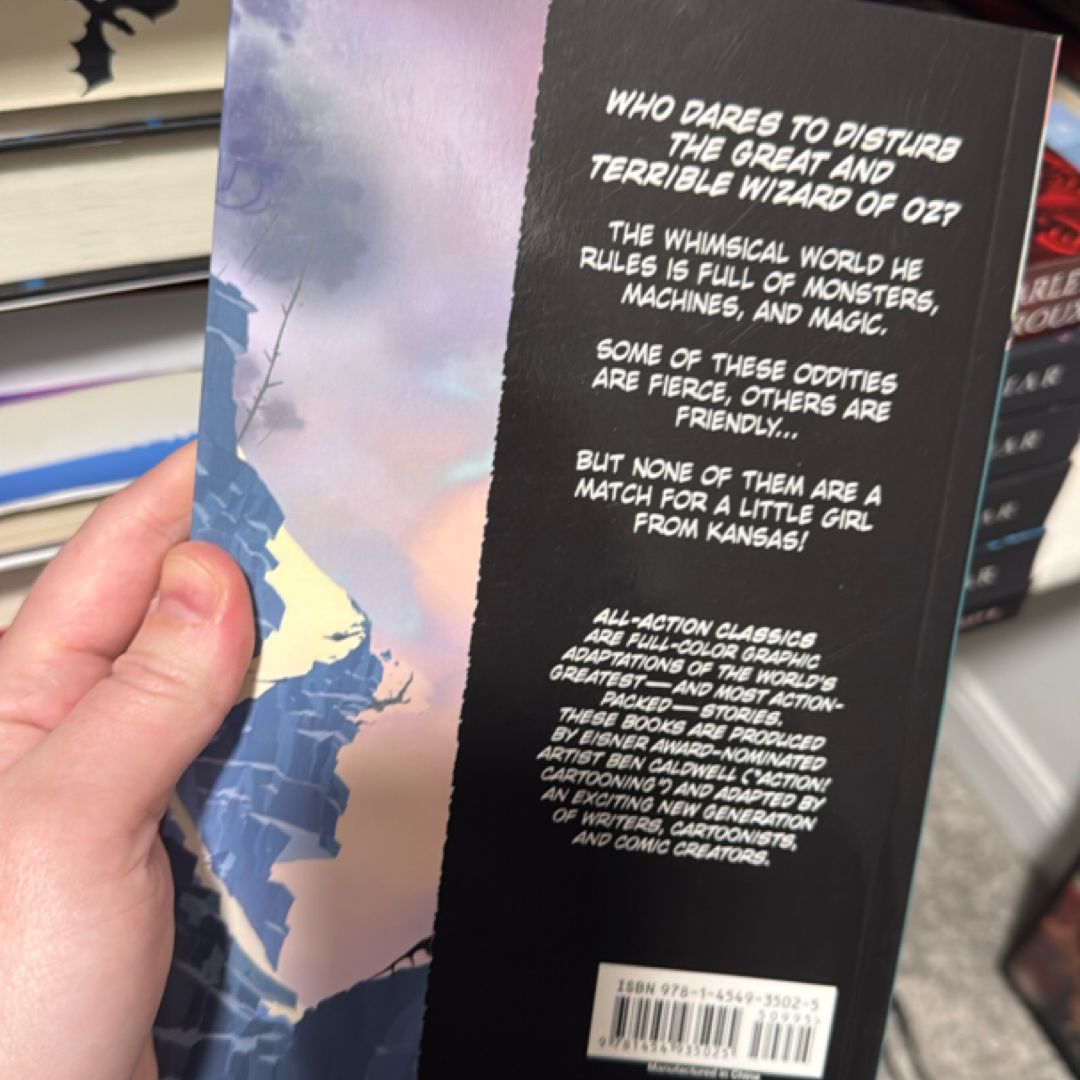 WHO DARES TO DISTURB
THE GREAT AND
TERRIBLE WIZARD OF OZ?
THE WHIMSICAL WORLD HE
RULES IS FULL OF MONSTERS,
MACHINES, AND MAGIC.
SOME OF THESE ODDITIES
ARE FIERCE, OTHERS ARE
FRIENDLY...
BUT NONE OF THEM ARE A
MATCH FOR A LITTLE GIRL
FROM KANSAS!
ALL-ACTION CLASSICS
ARE FULL-COLOR GRAPHIC
ADAPTATIONS OF THE WORLD'S
GREATEST—AND MOST ACTION-
PACKED—STORIES.
THESE BOOKS ARE PRODUCED
BY EISNER AWARD-NOMINATED
ARTIST BEN CALDWELL ("ACTION!
CARTOONING") AND ADAPTED BY
AN EXCITING NEW GENERATION
OF WRITERS, CARTOONISTS,
AND COMIC CREATORS.
ISBN 978-1-4549-3502-5
50995>
9 781454 935025
Manufactured in China